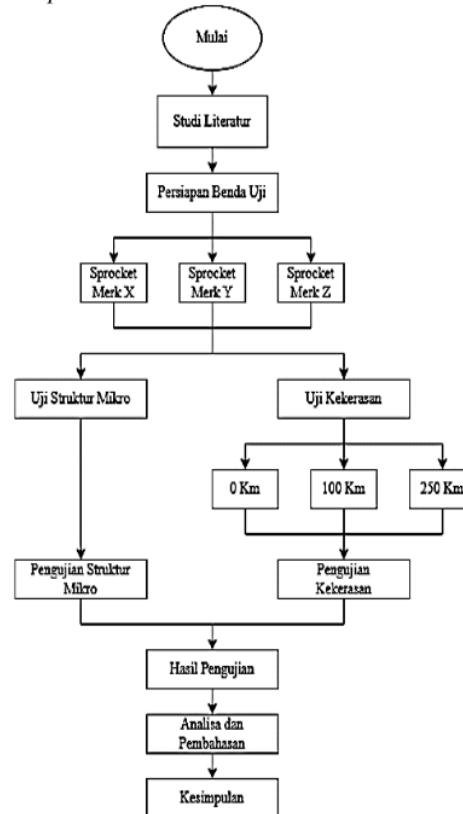 Mulai
Studi Literatur
Persiapan Benda Uji
Sprocket
Merk X
Sprocket
Merk Y
Sprocket
Merk Z
Uji Struktur Mikro
Uji Kekerasan
0 Km
100 Km
250 Km
Pengujian Struktur
Mikro
Pengujian
Kekerasan
Hasil Pengujian
Analisa dan
Pembahasan
Kesimpulan